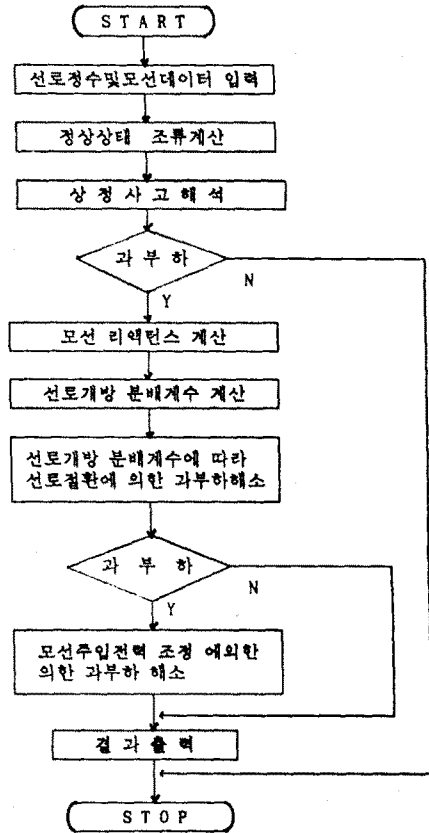 START
선로정수및모선데이터 입력
정상상태 조류계산
상정사고해석
과부하
N
Y
모선 리액턴스 계산
선로개방 분배계수 계산
선로개방 분배계수에 따라
선로절환에 의한 과부하해소
과부하
N
Y
모선주입전력 조정 에의한
의한 과부하 해소
결과출력
STOP